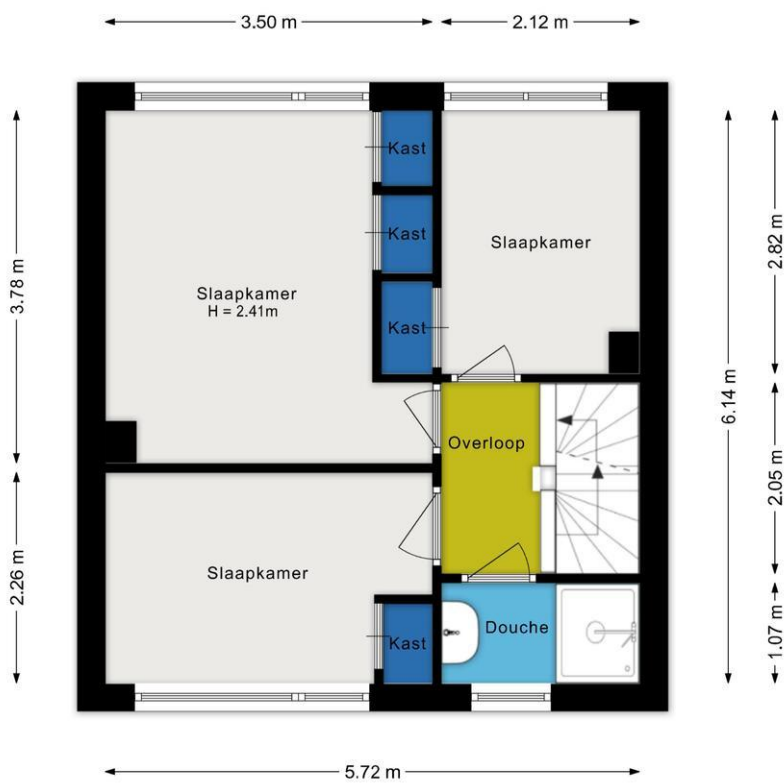 3.50 m
2.12 m
Kast
Kast
Slaapkamer
2.82 m
3.78 m
Slaapkamer
H = 2.41m
Kast
6.14 m
Overloop
2.05 m
2.26 m
Slaapkamer
Kast
Douche
1.07 m
5.72 m